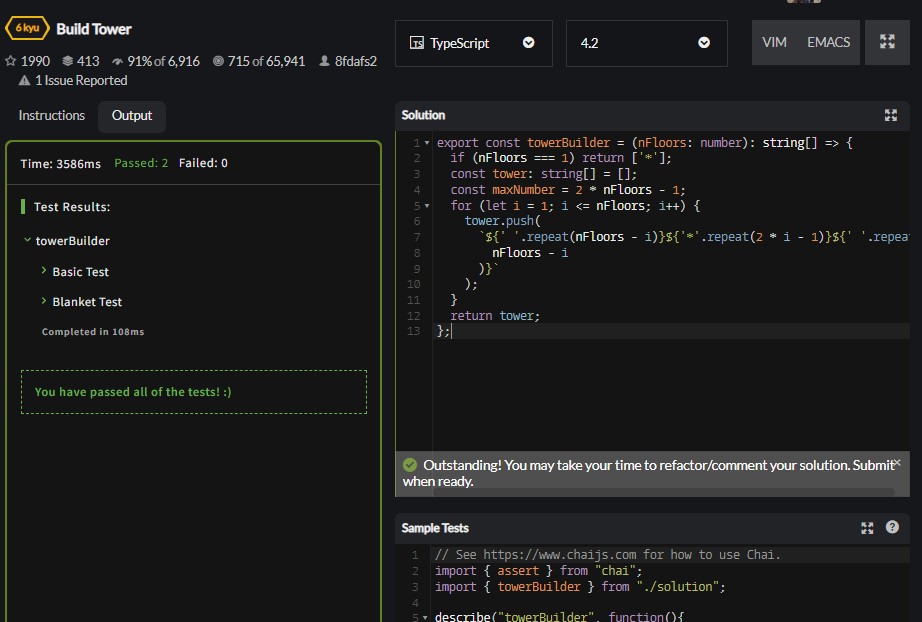 6 kyu Build Tower
1990 413 91% of 6,916 715 of 65,941 8fdafs2
1 Issue Reported
TS TypeScript
4.2
VIM EMACS
Instructions Output
Time: 3586ms Passed: 2 Failed: 0
Test Results:
towerBuilder
Basic Test
Blanket Test
Completed in 108ms
You have passed all of the tests! :)
Solution
1 export const towerBuilder = (nFloors: number): string[] => {
2 if (nFloors === 1) return ['*'];
3 const tower: string[] = [];
4 const maxNumber = 2 * nFloors - 1;
5 for (let i = 1; i <= nFloors; i++) {
6 tower.push(
7 `${' '.repeat(nFloors - i)}${'*'.repeat(2 * i - 1)}${' '.repea
8 nFloors - i
9 )}`
10 );
11 }
12 return tower;
13 };
Outstanding! You may take your time to refactor/comment your solution. Submit
when ready.
Sample Tests
1 // See https://www.chaijs.com for how to use Chai.
2 import { assert } from "chai";
3 import { towerBuilder } from "./solution";
4
5 describe("towerBuilder", function(){